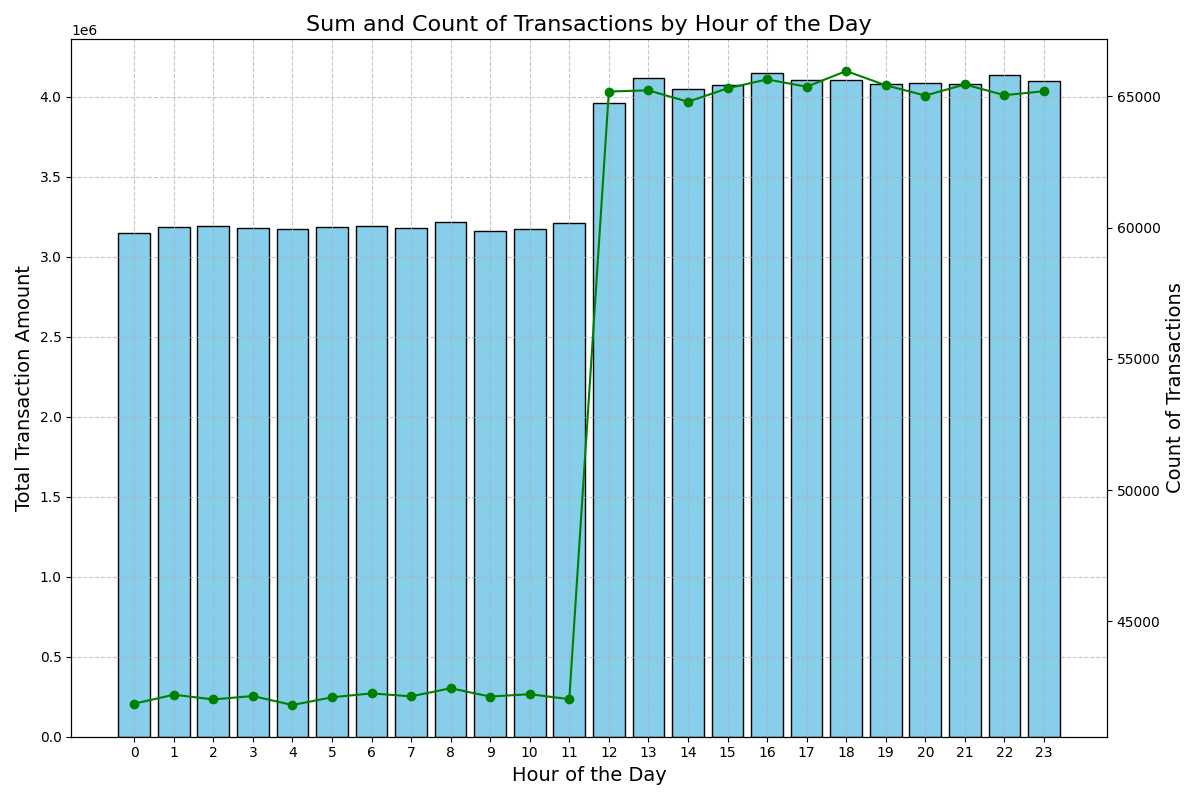 Sum and Count of Transactions by Hour of the Day
1e6
4.0
3.5
3.0
2.5
2.0
1.5
1.0
0.5
0.0
Total Transaction Amount
65000
60000
55000
50000
45000
Count of Transactions
0 1 2 3 4 5 6 7 8 9 10 11 12 13 14 15 16 17 18 19 20 21 22 23
Hour of the Day